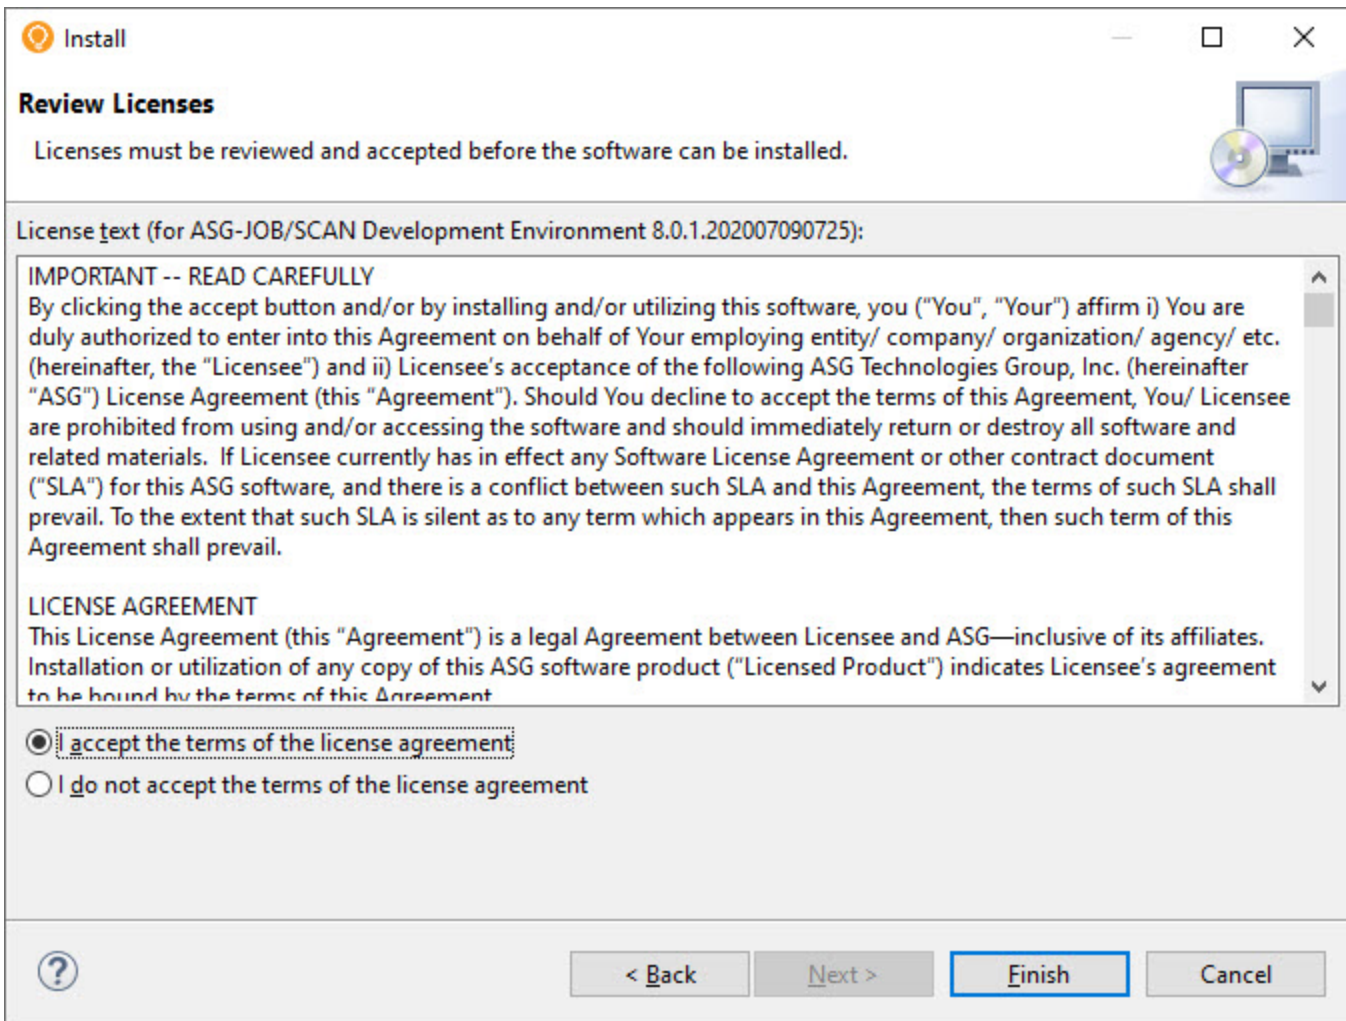 Install
Review Licenses
Licenses must be reviewed and accepted before the software can be installed.
License text (for ASG-JOB/SCAN Development Environment 8.0.1.202007090725):
IMPORTANT -- READ CAREFULLY
By clicking the accept button and/or by installing and/or utilizing this software, you (“You”, “Your”) affirm i) You are
duly authorized to enter into this Agreement on behalf of Your employing entity/ company/ organization/ agency/ etc.
(hereinafter, the “Licensee”) and ii) Licensee’s acceptance of the following ASG Technologies Group, Inc. (hereinafter
“ASG”) License Agreement (this “Agreement”). Should You decline to accept the terms of this Agreement, You/ Licensee
are prohibited from using and/or accessing the software and should immediately return or destroy all software and
related materials.  If Licensee currently has in effect any Software License Agreement or other contract document
(“SLA”) for this ASG software, and there is a conflict between such SLA and this Agreement, the terms of such SLA shall
prevail. To the extent that such SLA is silent as to any term which appears in this Agreement, then such term of this
Agreement shall prevail.
LICENSE AGREEMENT
This License Agreement (this “Agreement”) is a legal Agreement between Licensee and ASG—inclusive of its affiliates.
Installation or utilization of any copy of this ASG software product (“Licensed Product”) indicates Licensee’s agreement
to be bound by the terms of this Agreement
I accept the terms of the license agreement
I do not accept the terms of the license agreement
?
< Back
Next >
Finish
Cancel